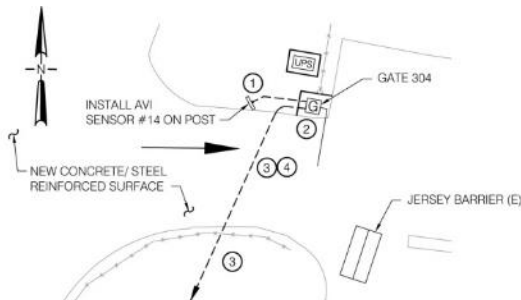 UPS
N
1
GATE 304
G
INSTALL AVI
SENSOR #14 ON POST
2
NEW CONCRETE/ STEEL
REINFORCED SURFACE
3 4
JERSEY BARRIER (E)
3